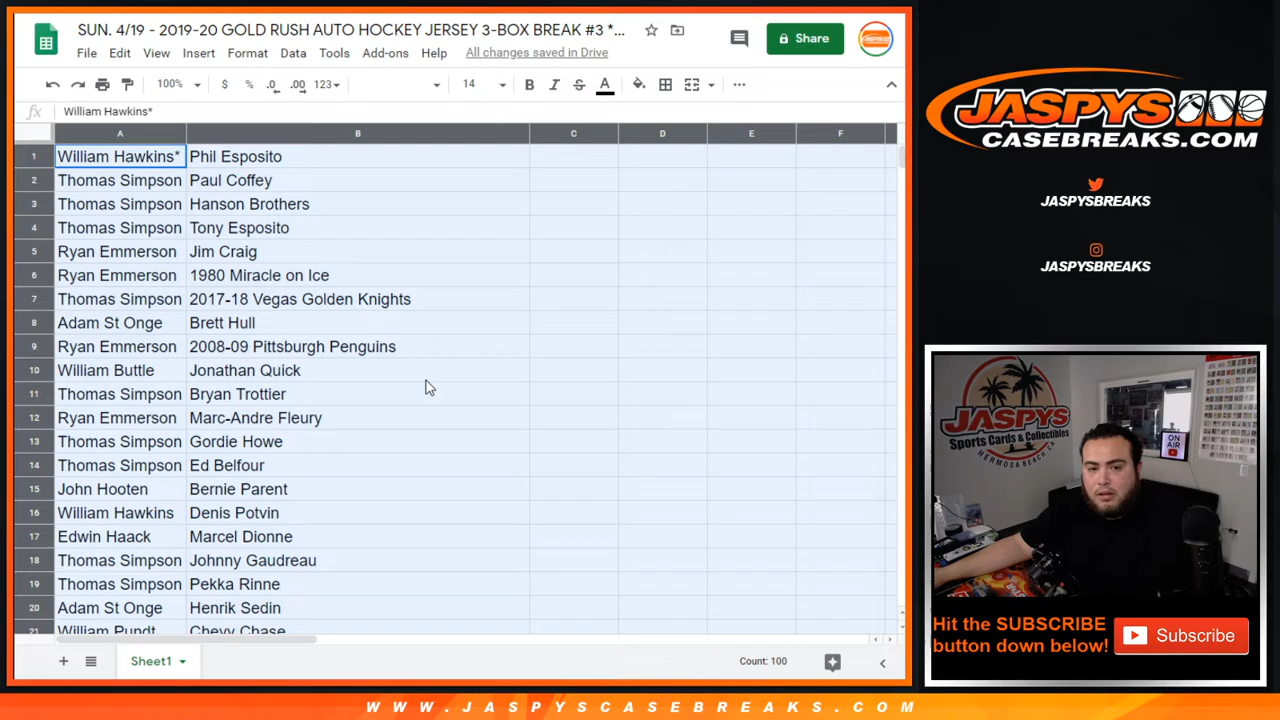 SUN. 4/19 - 2019-20 GOLD RUSH AUTO HOCKEY JERSEY 3-BOX BREAK #3 *...
File Edit View Insert Format Data Tools Add-ons Help All changes saved in Drive
Share
100% $ % .0 .00 123 14 B I S A
fx William Hawkins*
A B C D E F
1 William Hawkins* Phil Esposito
2 Thomas Simpson Paul Coffey
3 Thomas Simpson Hanson Brothers
4 Thomas Simpson Tony Esposito
5 Ryan Emmerson Jim Craig
6 Ryan Emmerson 1980 Miracle on Ice
7 Thomas Simpson 2017-18 Vegas Golden Knights
8 Adam St Onge Brett Hull
9 Ryan Emmerson 2008-09 Pittsburgh Penguins
10 William Buttle Jonathan Quick
11 Thomas Simpson Bryan Trottier
12 Ryan Emmerson Marc-Andre Fleury
13 Thomas Simpson Gordie Howe
14 Thomas Simpson Ed Belfour
15 John Hooten Bernie Parent
16 William Hawkins Denis Potvin
17 Edwin Haack Marcel Dionne
18 Thomas Simpson Johnny Gaudreau
19 Thomas Simpson Pekka Rinne
20 Adam St Onge Henrik Sedin
21 William Pundt Chevy Chase
Sheet1
Count: 100
JASPYS
CASEBREAKS.COM
JASPYSBREAKS
JASPYSBREAKS
JASPYS
Sports Cards & Collectibles
HERMOSA BEACH, CA
ON
AIR
Hit the SUBSCRIBE
button down below!
Subscribe
WWW.JASPYSCASEBREAKS.COM